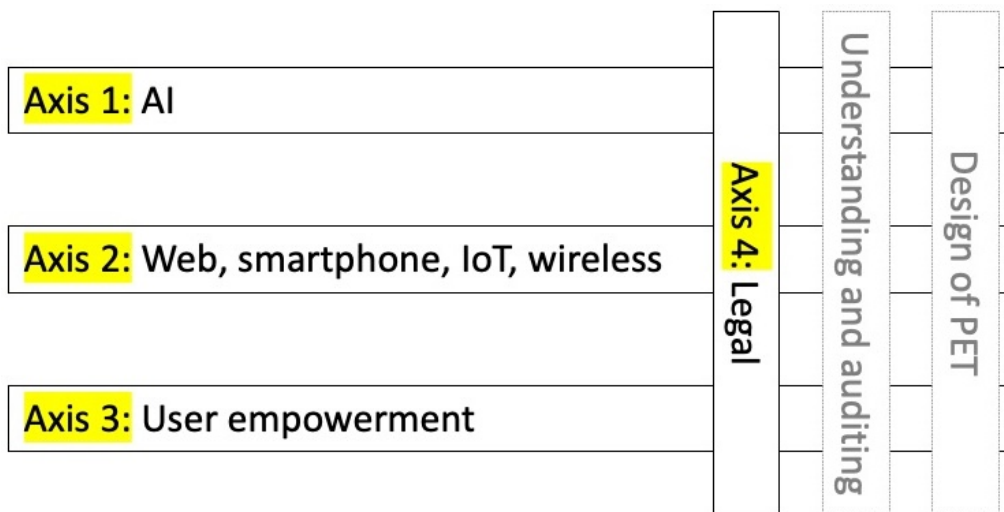 Axis 1: AI
Axis 2: Web, smartphone, IoT, wireless
Axis 3: User empowerment
Axis 4: Legal
Understanding and auditing
Design of PET